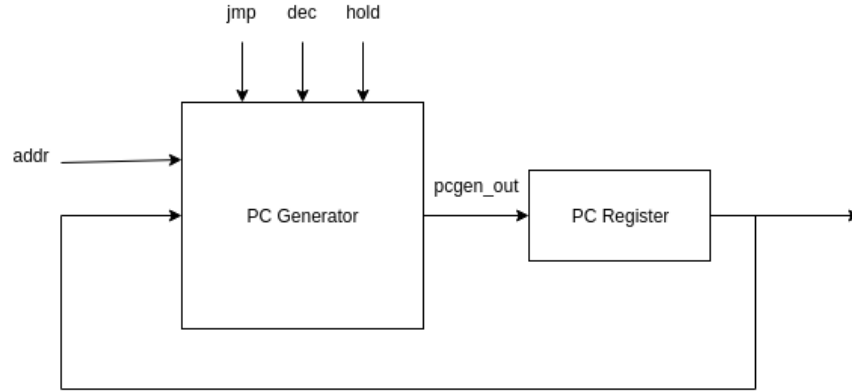 jmp dec hold
addr
pcgen_out
PC Generator
PC Register